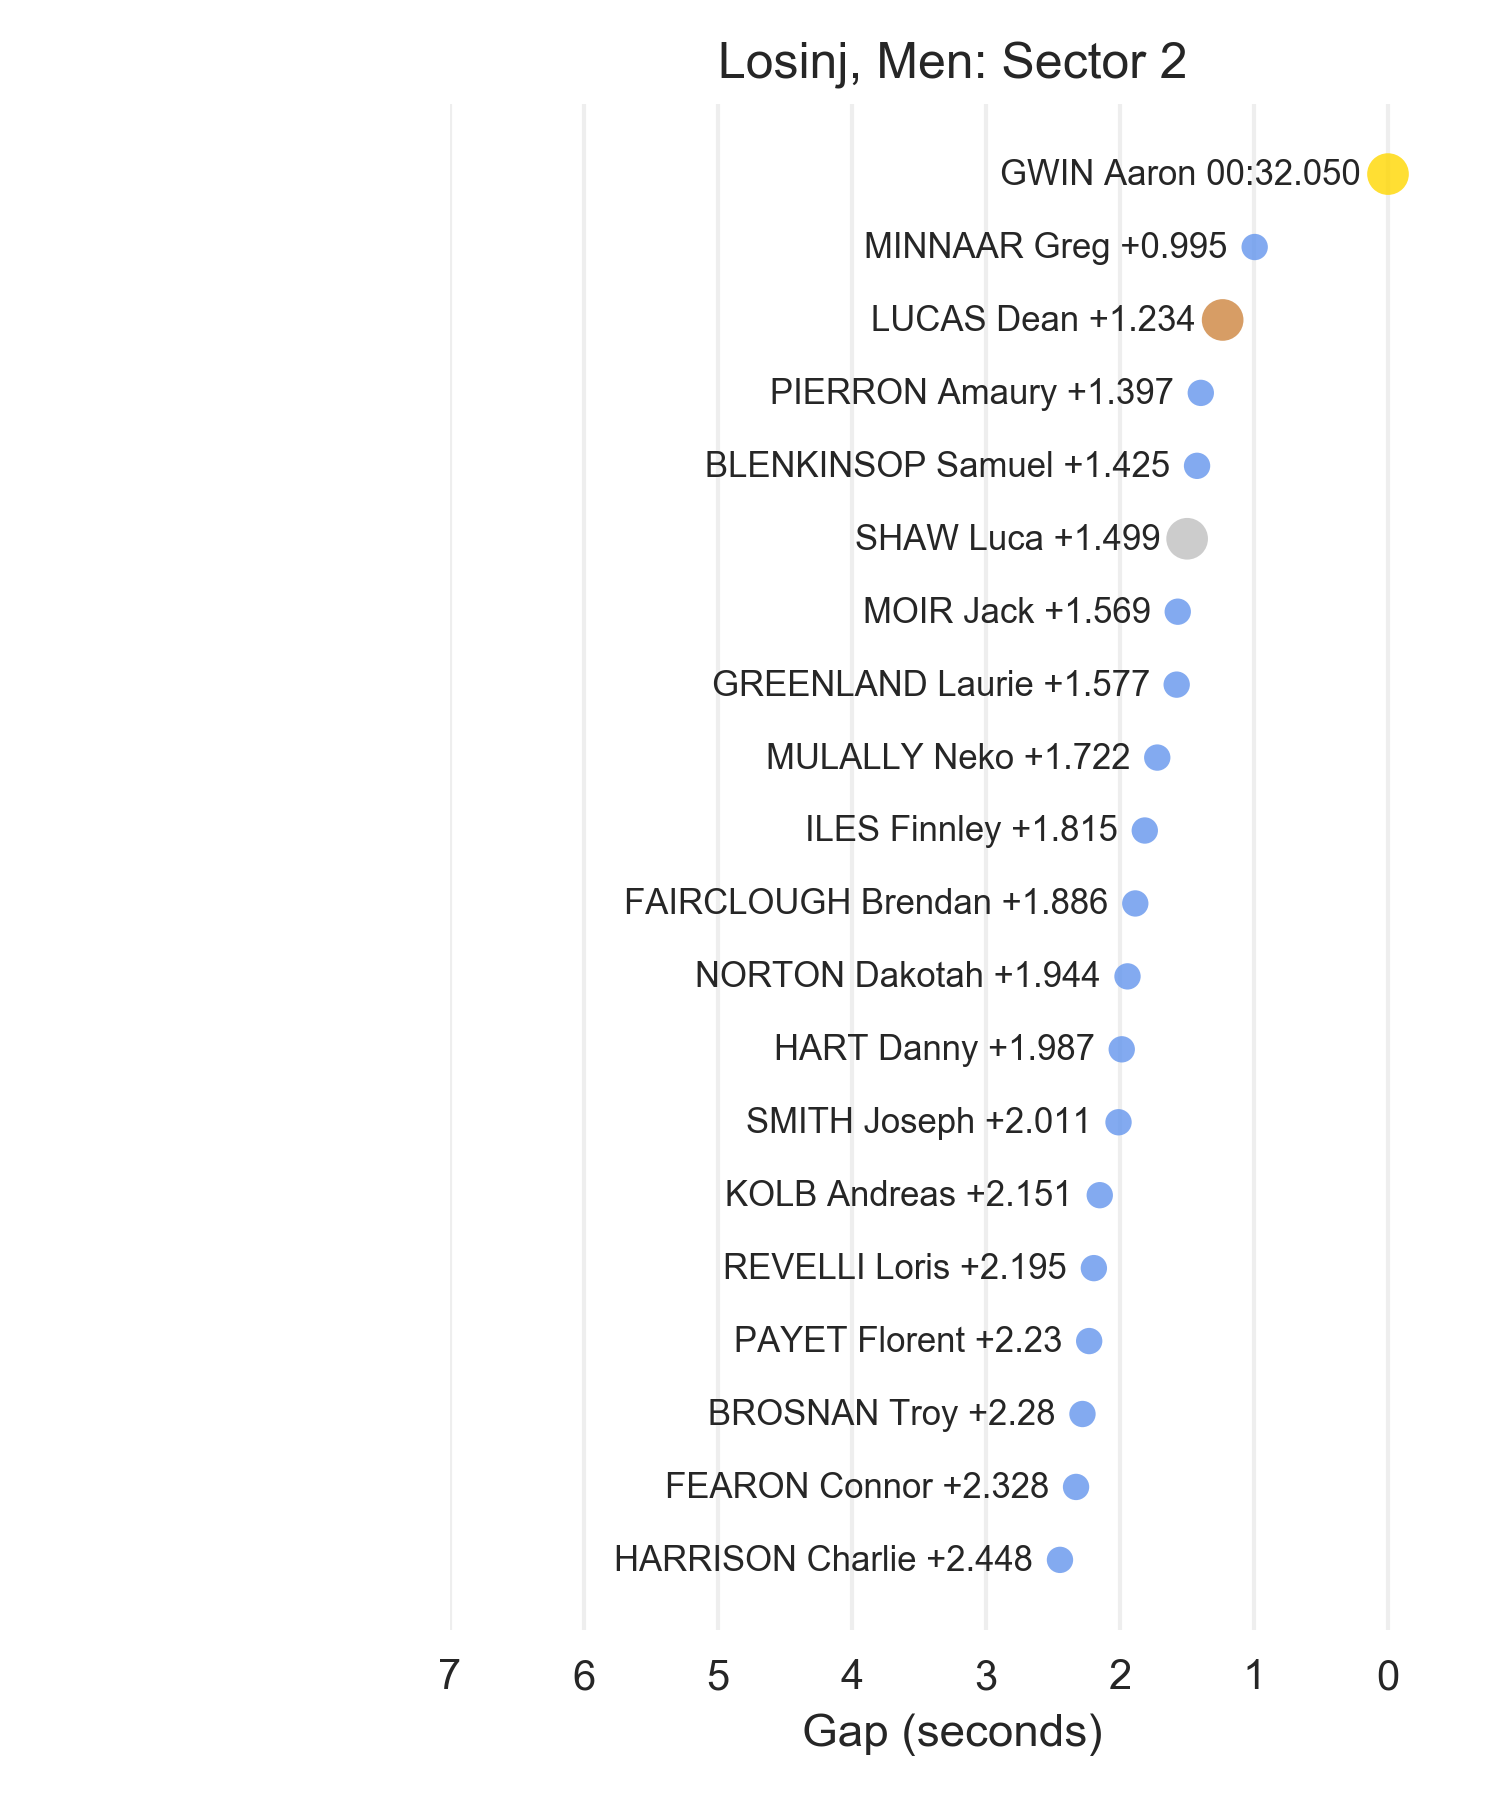 Losinj, Men: Sector 2
GWIN Aaron 00:32.050
MINNAAR Greg +0.995
LUCAS Dean +1.234
PIERRON Amaury +1.397
BLENKINSOP Samuel +1.425
SHAW Luca +1.499
MOIR Jack +1.569
GREENLAND Laurie +1.577
MULALLY Neko +1.722
ILES Finnley +1.815
FAIRCLOUGH Brendan +1.886
NORTON Dakotah +1.944
HART Danny +1.987
SMITH Joseph +2.011
KOLB Andreas +2.151
REVELLI Loris +2.195
PAYET Florent +2.23
BROSNAN Troy +2.28
FEARON Connor +2.328
HARRISON Charlie +2.448
7 6 5 4 3 2 1 0
Gap (seconds)